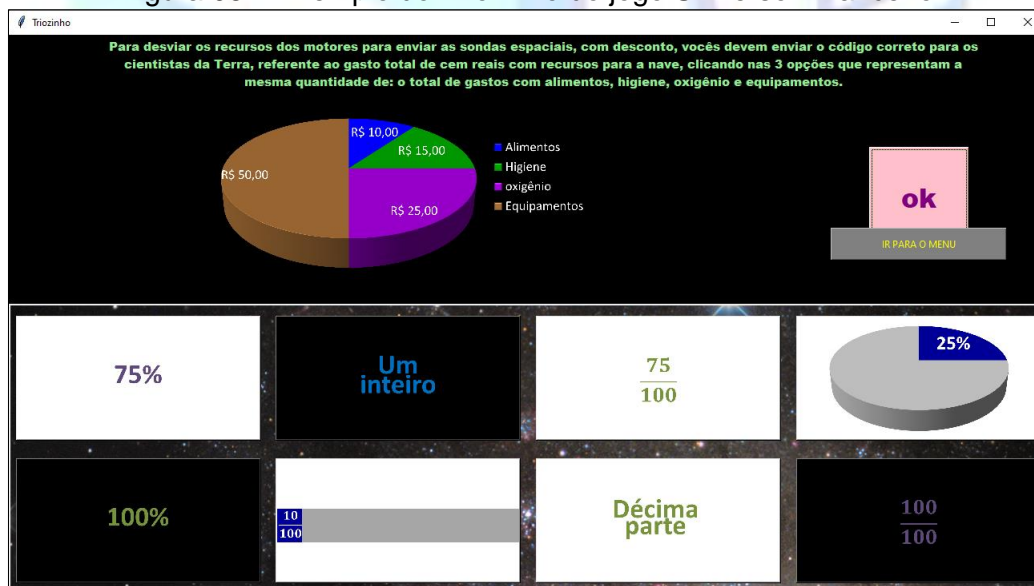 Triozinho
Para desviar os recursos dos motores para enviar as sondas espaciais, com desconto, vocês devem enviar o código correto para os
cientistas da Terra, referente ao gasto total de cem reais com recursos para a nave, clicando nas 3 opções que representam a
mesma quantidade de: o total de gastos com alimentos, higiene, oxigênio e equipamentos.
R$ 10,00
R$ 15,00
R$ 50,00
R$ 25,00
Alimentos
Higiene
oxigênio
Equipamentos
ok
IR PARA O MENU
75%
Um
inteiro
75
100
25%
100%
10
100
Décima
parte
100
100